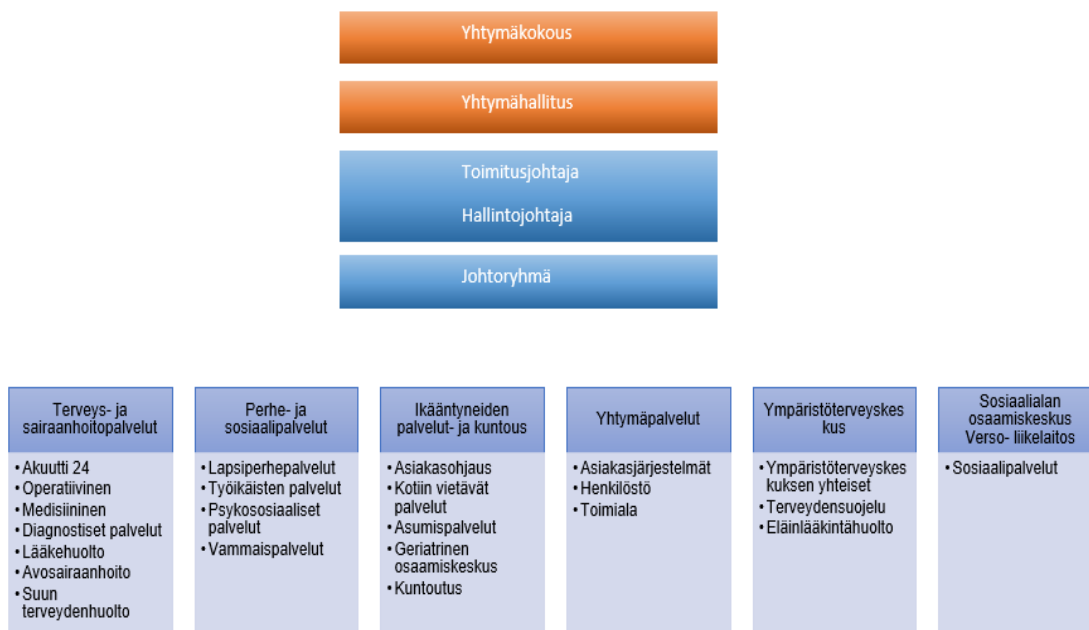 Yhtymäkokous
Yhtymähallitus
Toimitusjohtaja
Hallintojohtaja
Johtoryhmä
Terveys- ja
sairaanhoitopalvelut
• Akuutti 24
• Operatiivinen
• Medisiininen
• Diagnostiset palvelut
• Lääkehuolto
• Avosairaanhoito
• Suun
terveydenhuolto
Perhe- ja
sosiaalipalvelut
• Lapsiperhepalvelut
• Työikäisten palvelut
• Psykososiaaliset
palvelut
• Vammaispalvelut
Ikääntyneiden
palvelut- ja kuntous
• Asiakasohjaus
• Kotiin vietävät
palvelut
• Asumispalvelut
• Geriatrinen
osaamiskeskus
• Kuntoutus
Yhtymäpalvelut
• Asiakasjärjestelmät
• Henkilöstö
• Toimiala
Ympäristöterveyskes
kus
• Ympäristöterveyskes
kuksen yhteiset
• Terveydensuojelu
• Eläinlääkintähuolto
Sosiaalialan
osaamiskeskus
Verso- liikelaitos
• Sosiaalipalvelut